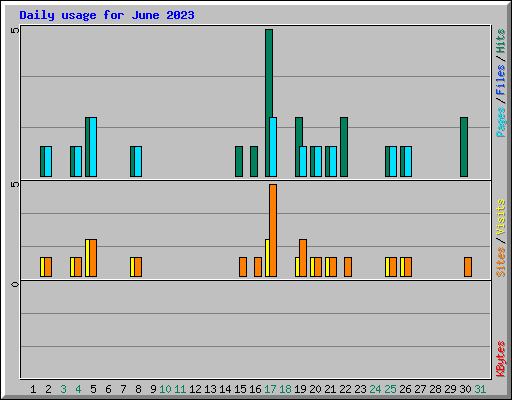 Daily usage for June 2023
5
5
0
Pages/Files/Hits
Sites/Visits
KBytes
1 2 3 4 5 6 7 8 9 10 11 12 13 14 15 16 17 18 19 20 21 22 23 24 25 26 27 28 29 30 31